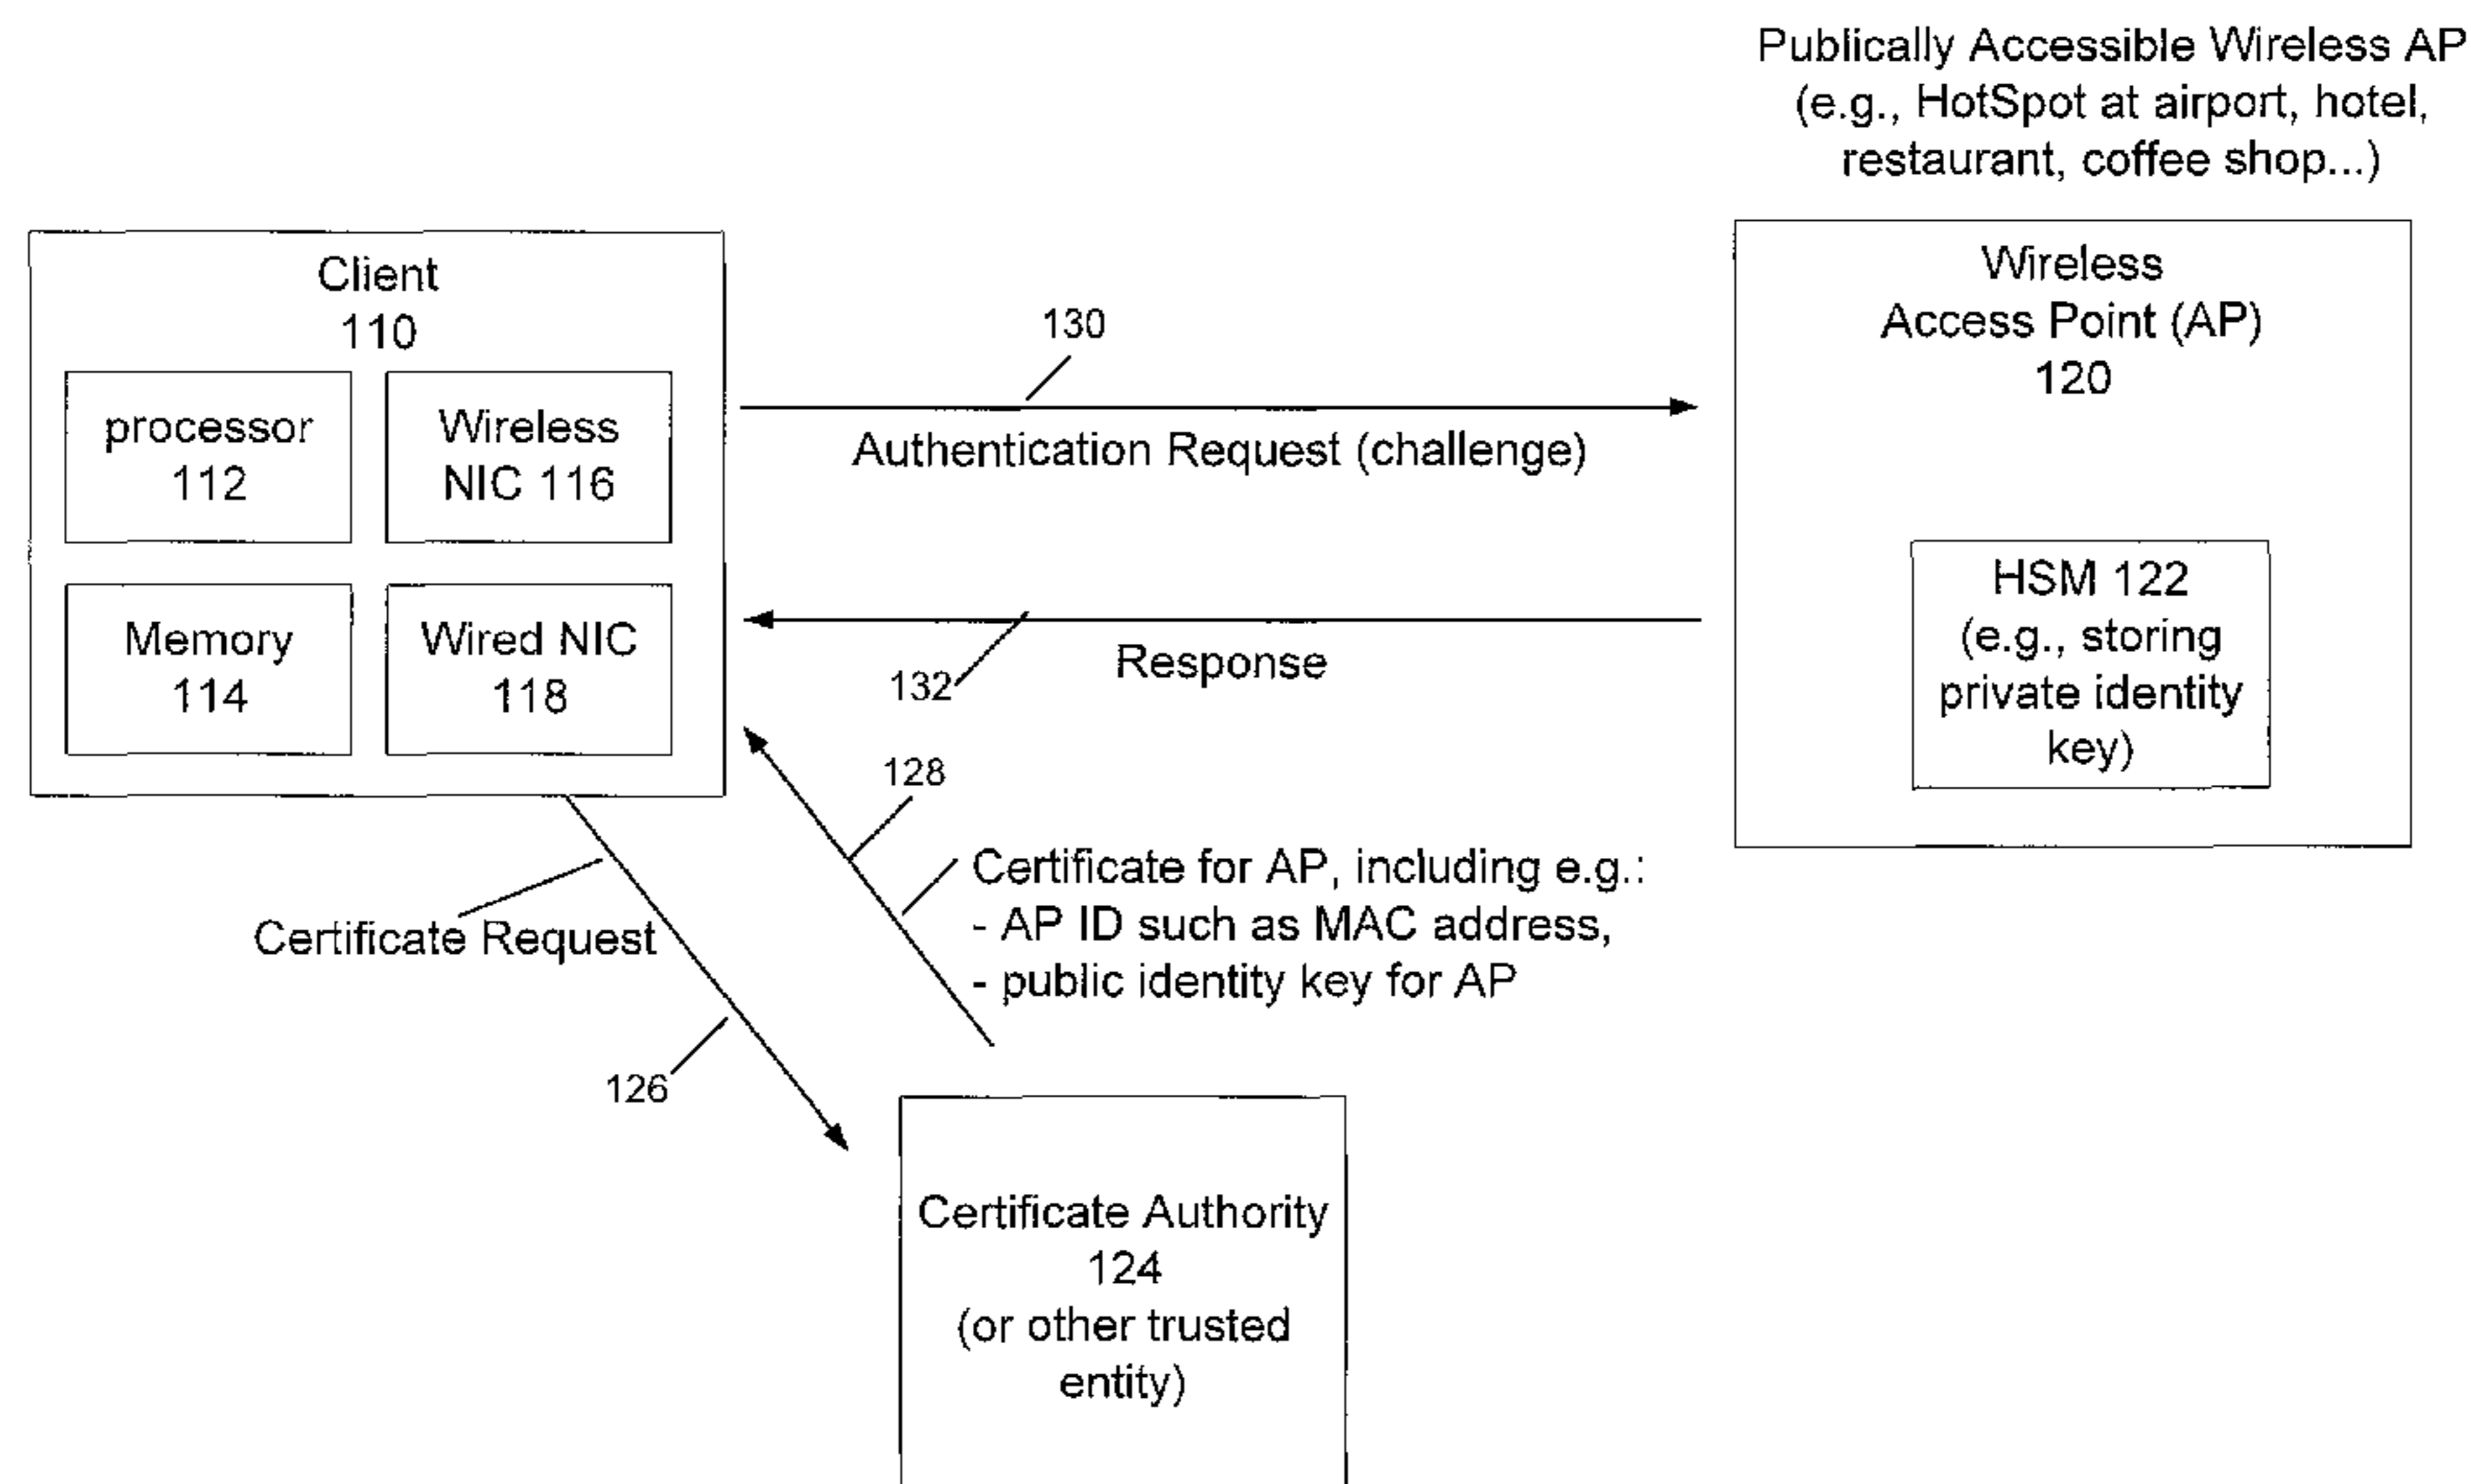 Publically Accessible Wireless AP
(e.g., HotSpot at airport, hotel,
restaurant, coffee shop...)
Client
110
processor
112
Wireless
NIC 116
Memory
114
Wired NIC
118
130
Authentication Request (challenge)
132
Response
Wireless
Access Point (AP)
120
HSM 122
(e.g., storing
private identity
key)
128
Certificate for AP, including e.g.:
- AP ID such as MAC address,
- public identity key for AP
Certificate Request
126
Certificate Authority
124
(or other trusted
entity)